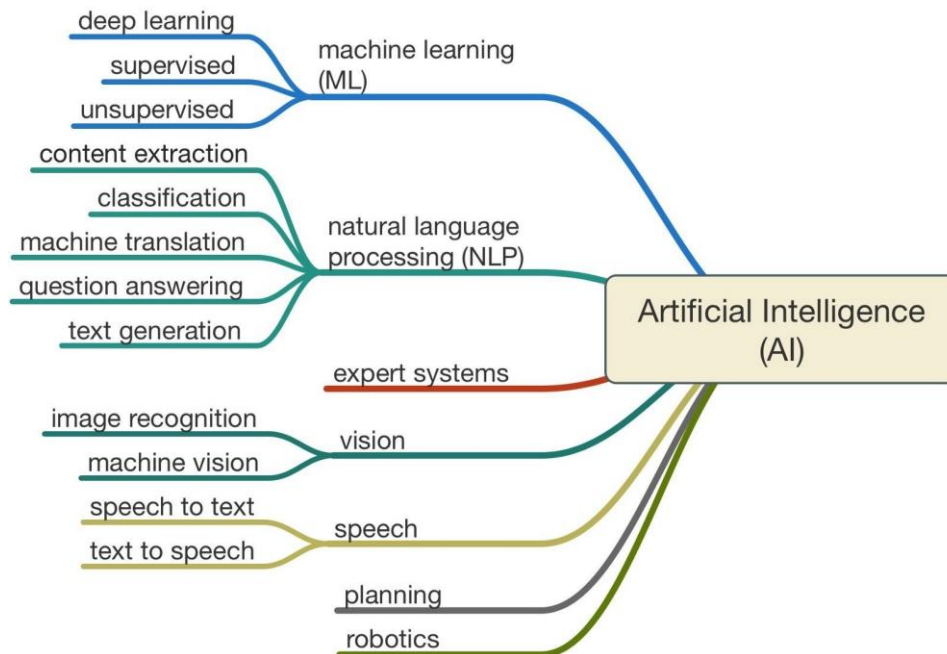 deep learning
supervised
unsupervised
machine learning
(ML)
content extraction
classification
machine translation
question answering
text generation
natural language
processing (NLP)
expert systems
image recognition
machine vision
vision
speech to text
text to speech
speech
planning
robotics
Artificial Intelligence
(AI)